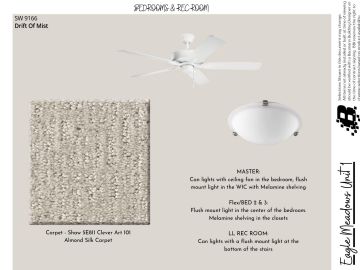 BEDROOMS & REC ROOM
SW 9166
Drift Of Mist
Carpet - Shaw 5E811 Clever Art 101
Almond Silk Carpet
MASTER:
Can lights with ceiling fan in the bedroom, flush
mount light in the WIC with Melamine shelving
Flex/BED 2 & 3:
Flush mount light in the center of the bedroom
Melamine shelving in the closets
LL REC ROOM:
Can lights with a flush mount light at the
bottom of the stairs
Eagle Meadows Unit 1